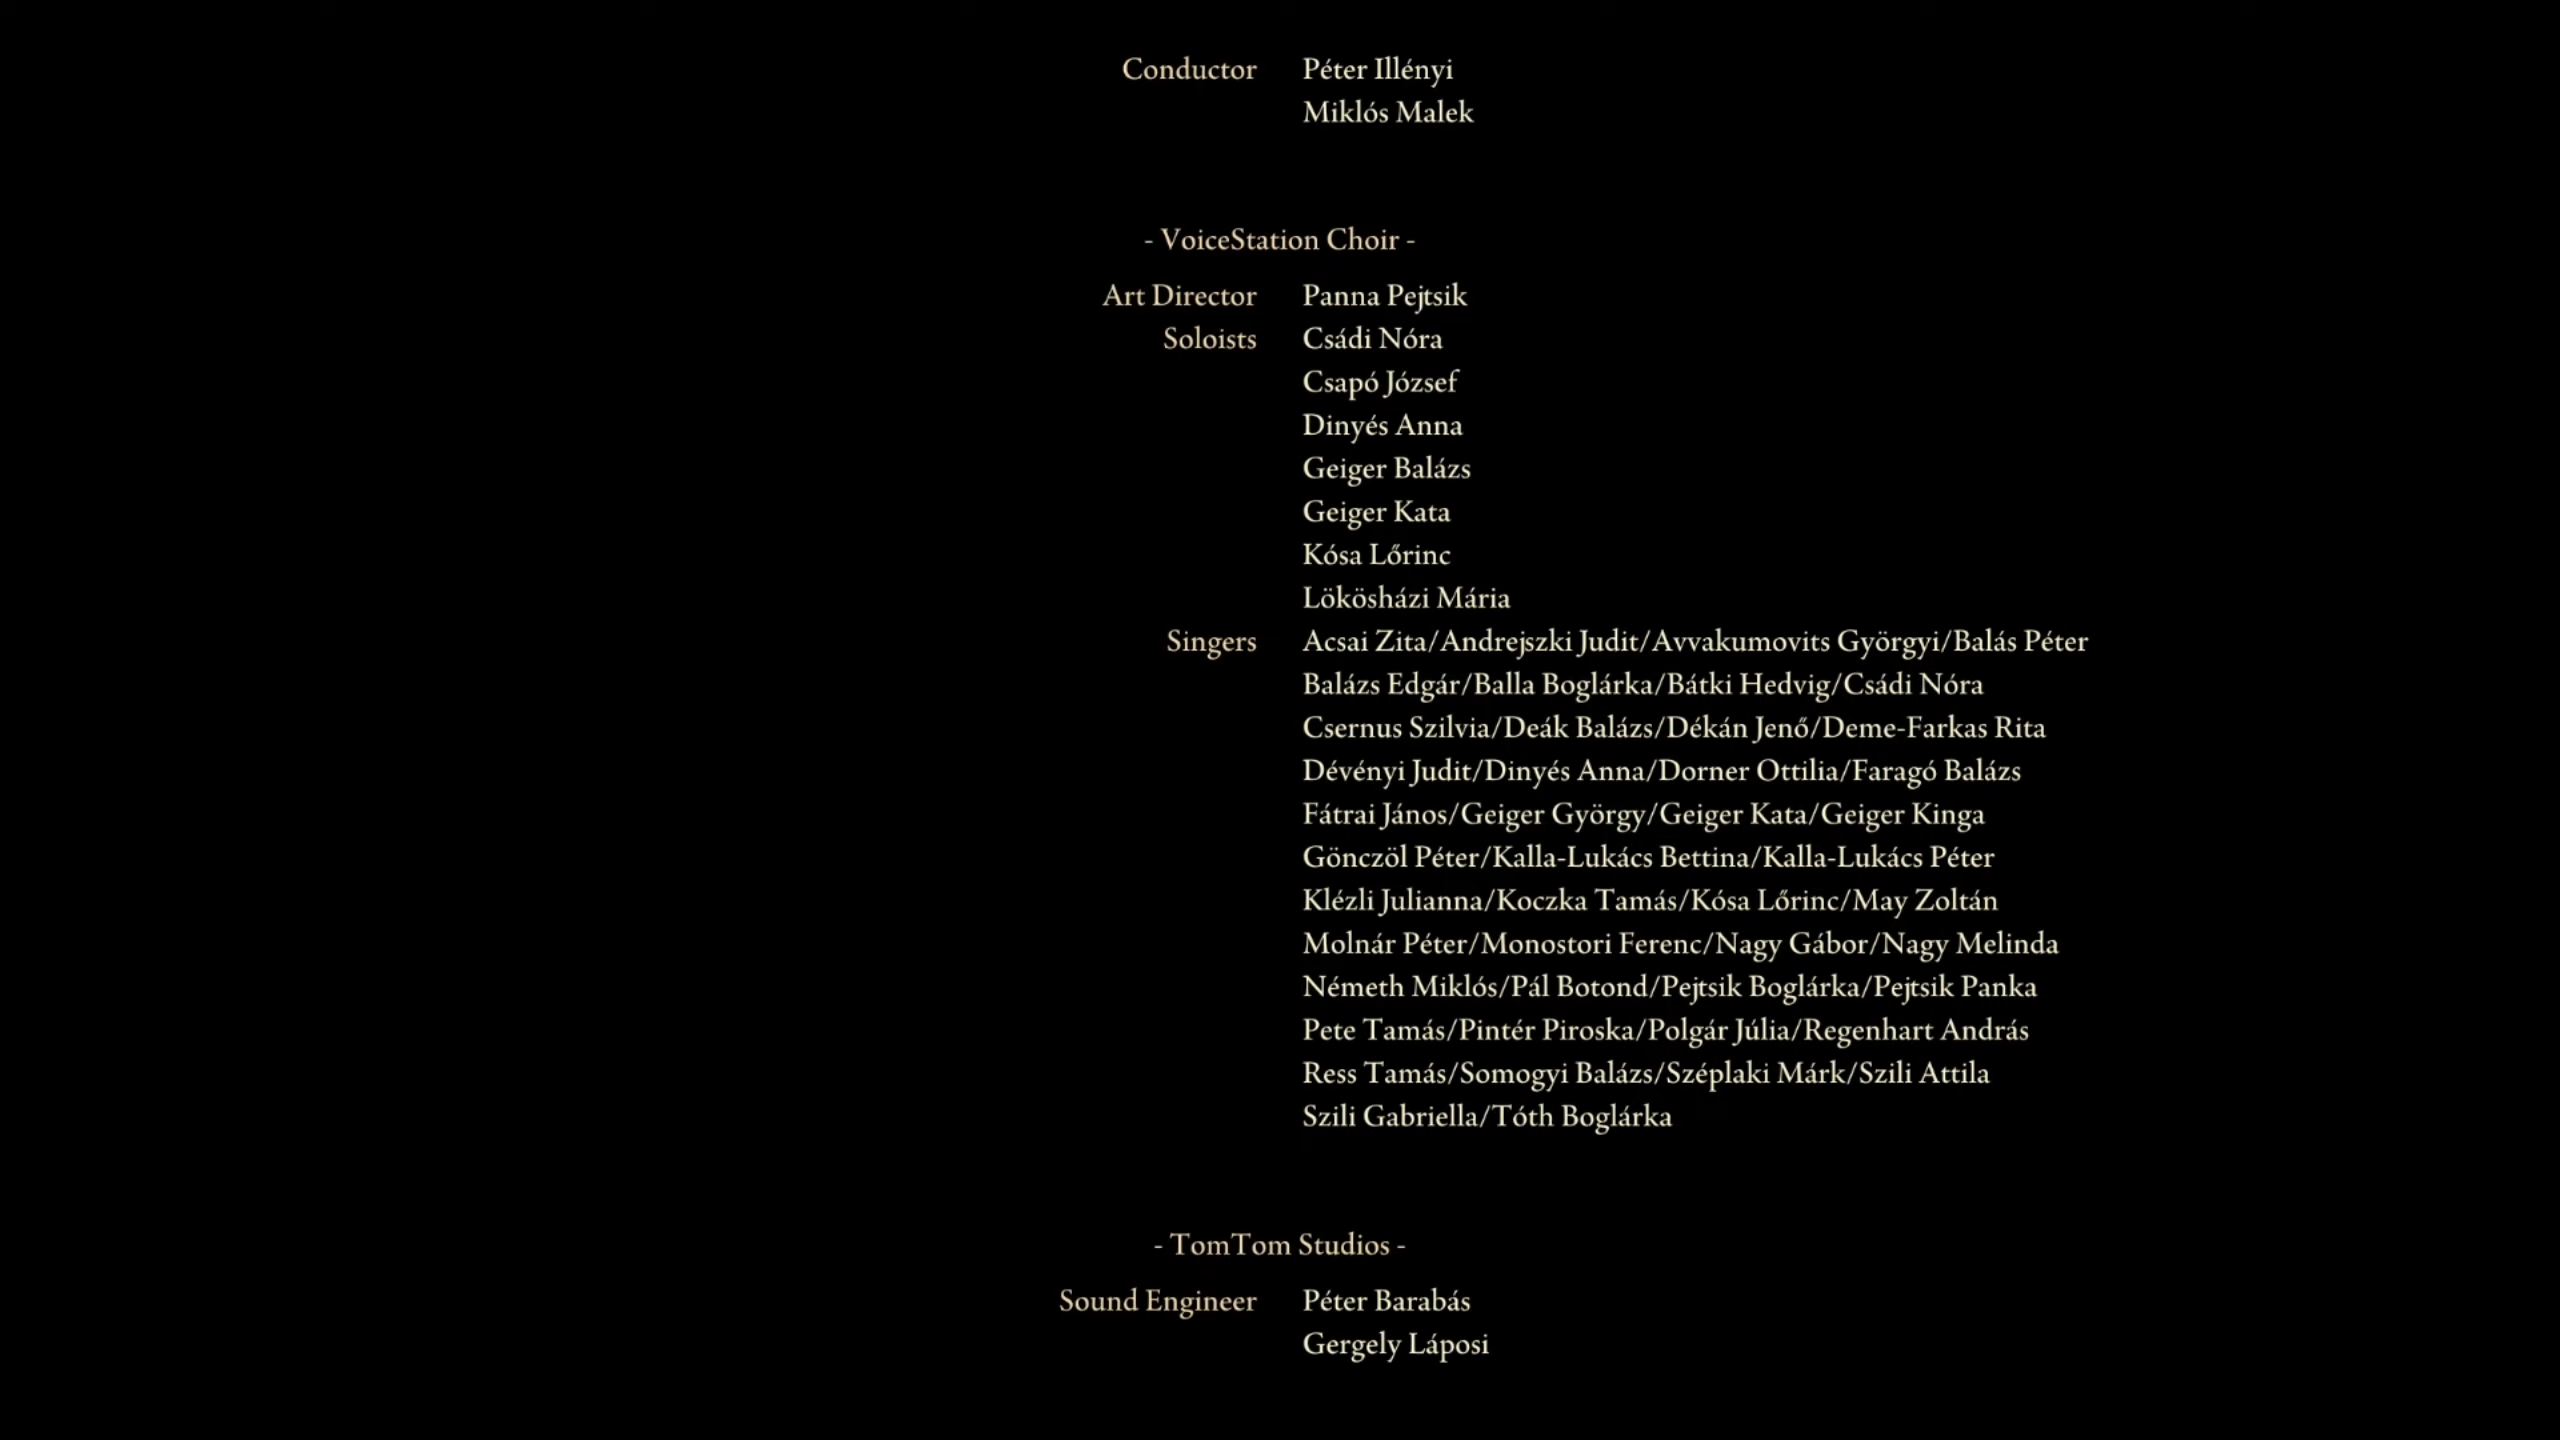 Conductor Péter Illényi
Miklós Malek
- VoiceStation Choir -
Art Director Panna Pejtsik
Soloists Csádi Nóra
Csapó József
Dinyés Anna
Geiger Balázs
Geiger Kata
Kósa Lőrinc
Lökösházi Mária
Singers Acsai Zita/Andrejszki Judit/Avvakumovits Györgyi/Balás Péter
Balázs Edgár/Balla Boglárka/Bátki Hedvig/Csádi Nóra
Csernus Szilvia/Deák Balázs/Dékán Jenő/Deme-Farkas Rita
Dévényi Judit/Dinyés Anna/Dorner Ottilia/Faragó Balázs
Fátrai János/Geiger György/Geiger Kata/Geiger Kinga
Gönczöl Péter/Kalla-Lukács Bettina/Kalla-Lukács Péter
Klézli Julianna/Koczka Tamás/Kósa Lőrinc/May Zoltán
Molnár Péter/Monostori Ferenc/Nagy Gábor/Nagy Melinda
Németh Miklós/Pál Botond/Pejtsik Boglárka/Pejtsik Panka
Pete Tamás/Pintér Piroska/Polgár Júlia/Regenhart András
Ress Tamás/Somogyi Balázs/Széplaki Márk/Szili Attila
Szili Gabriella/Tóth Boglárka
- TomTom Studios -
Sound Engineer Péter Barabás
Gergely Láposi